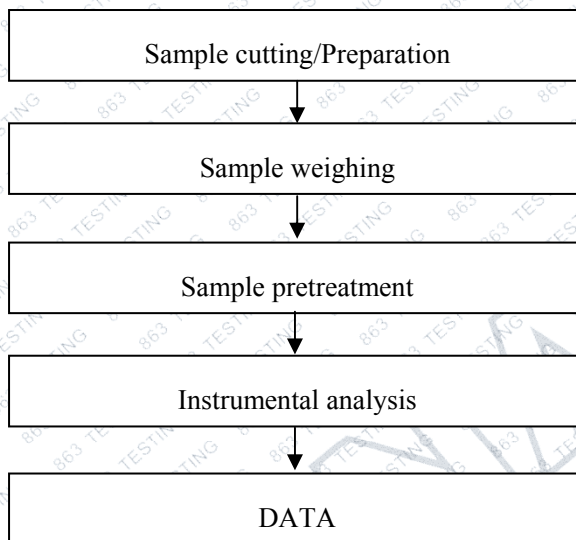 Sample cutting/Preparation
Sample weighing
Sample pretreatment
Instrumental analysis
DATA